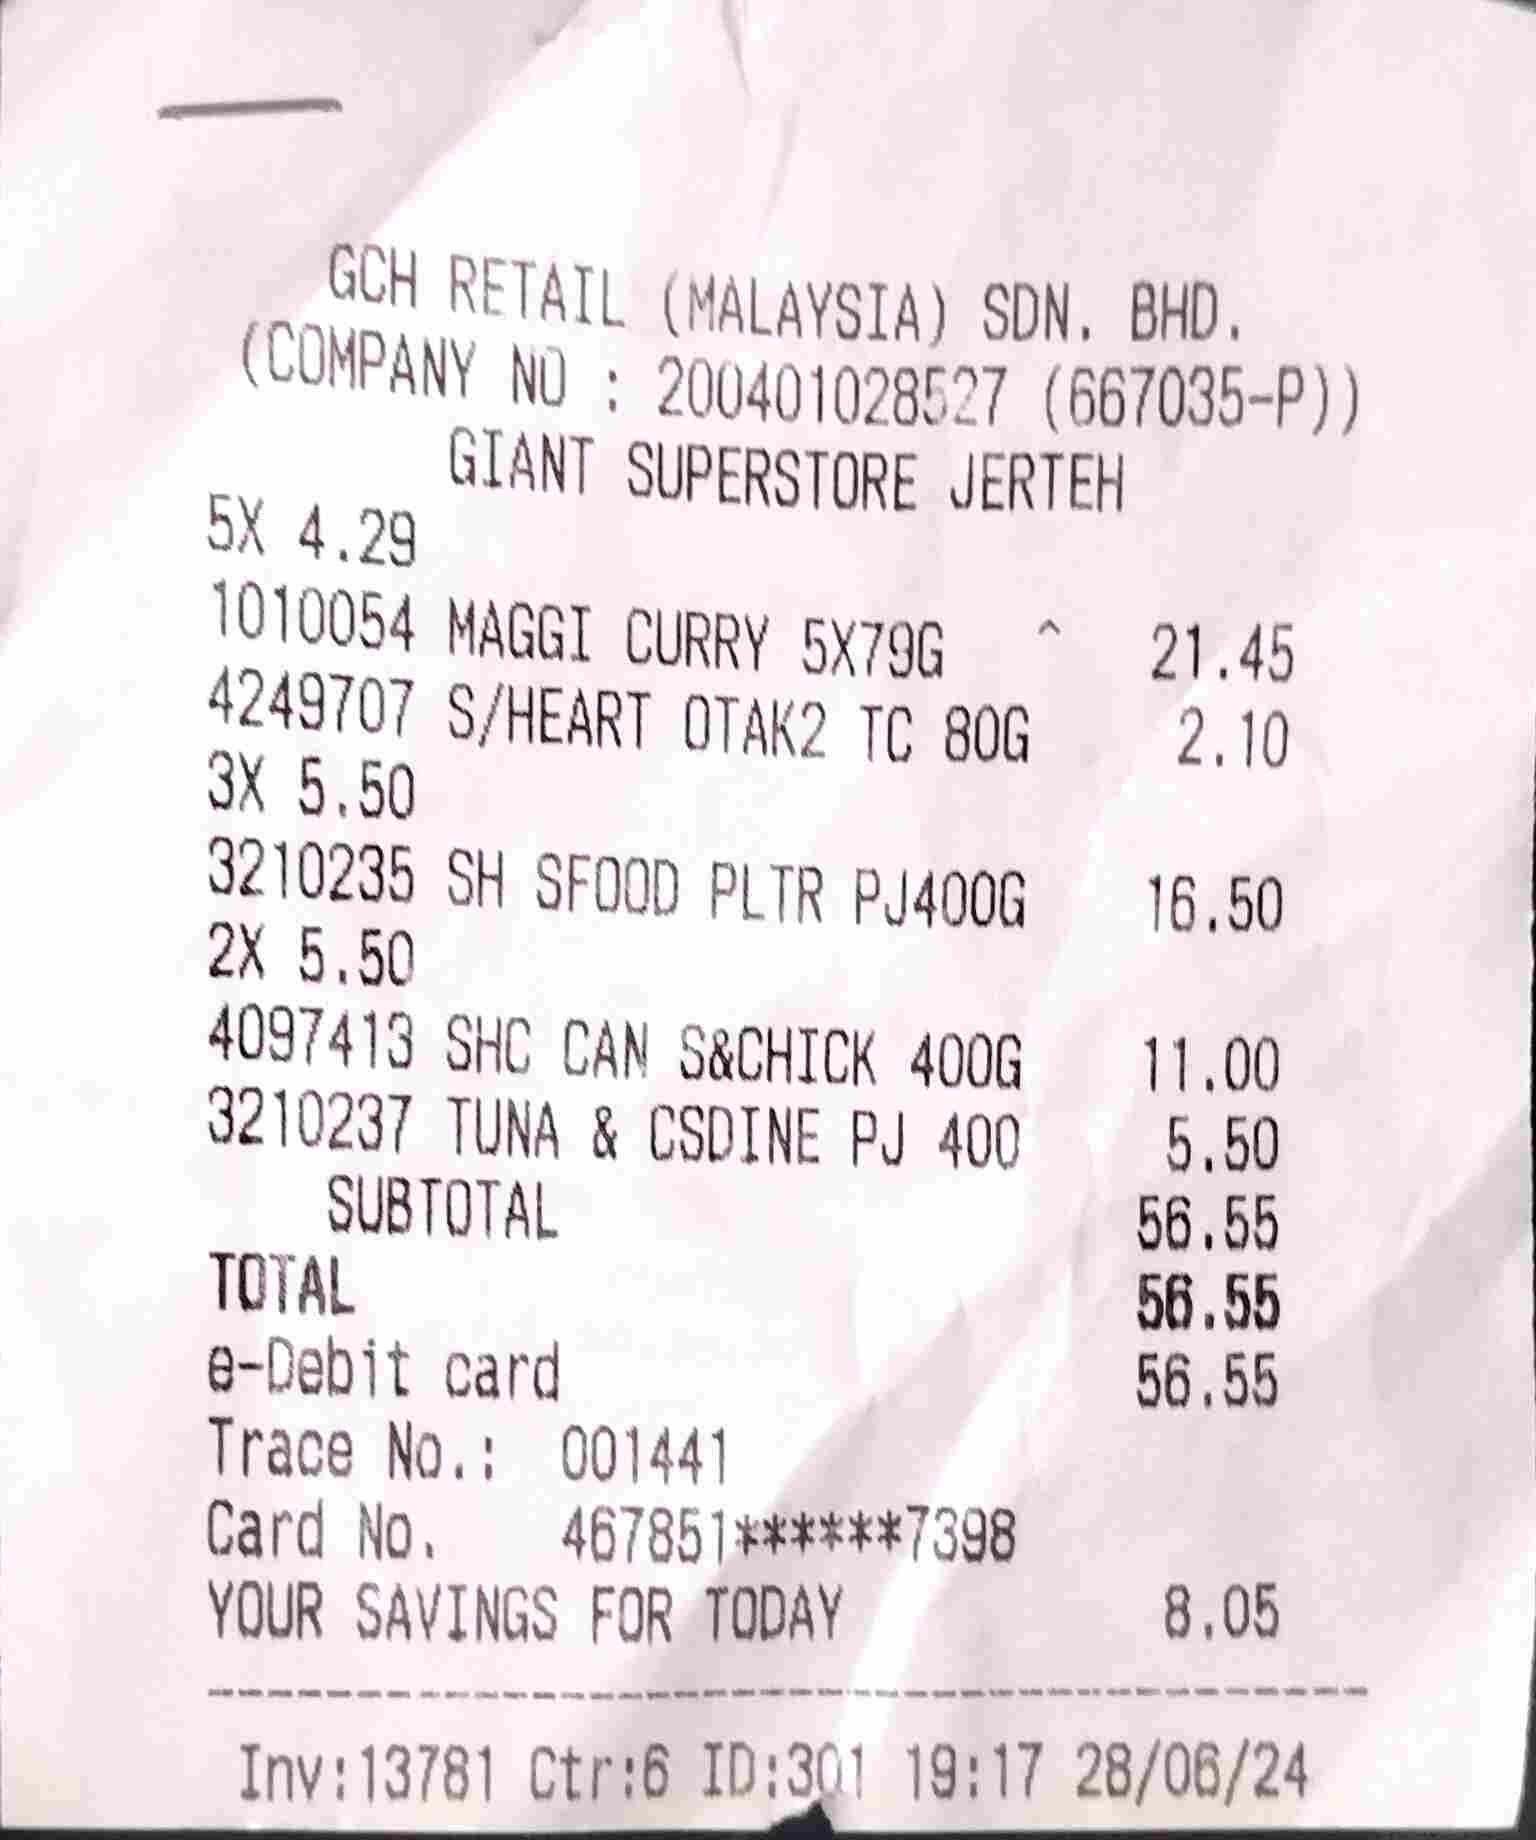 GCH RETAIL (MALAYSIA) SDN. BHD.
(COMPANY NO : 200401028527 (667035-P))
GIANT SUPERSTORE JERTEH
5X 4.29
1010054 MAGGI CURRY 5X79G ^ 21.45
4249707 S/HEART OTAK2 TC 80G 2.10
3X 5.50
3210235 SH SFOOD PLTR PJ400G 16.50
2X 5.50
4097413 SHC CAN S&CHICK 400G 11.00
3210237 TUNA & CSDINE PJ 400 5.50
SUBTOTAL 56.55
TOTAL 56.55
e-Debit card 56.55
Trace No.: 001441
Card No. 467851******7398
YOUR SAVINGS FOR TODAY 8.05
Inv:13781 Ctr:6 ID:301 19:17 28/06/24